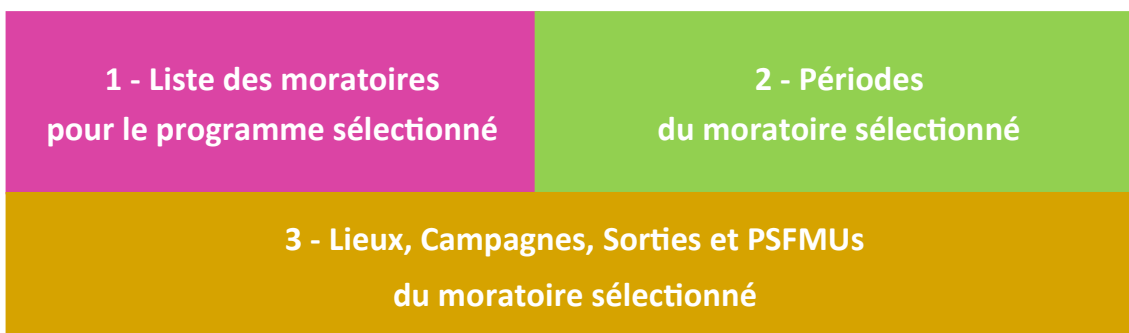 1 - Liste des moratoires
pour le programme sélectionné
2 - Périodes
du moratoire sélectionné
3 - Lieux, Campagnes, Sorties et PSFMUs
du moratoire sélectionné